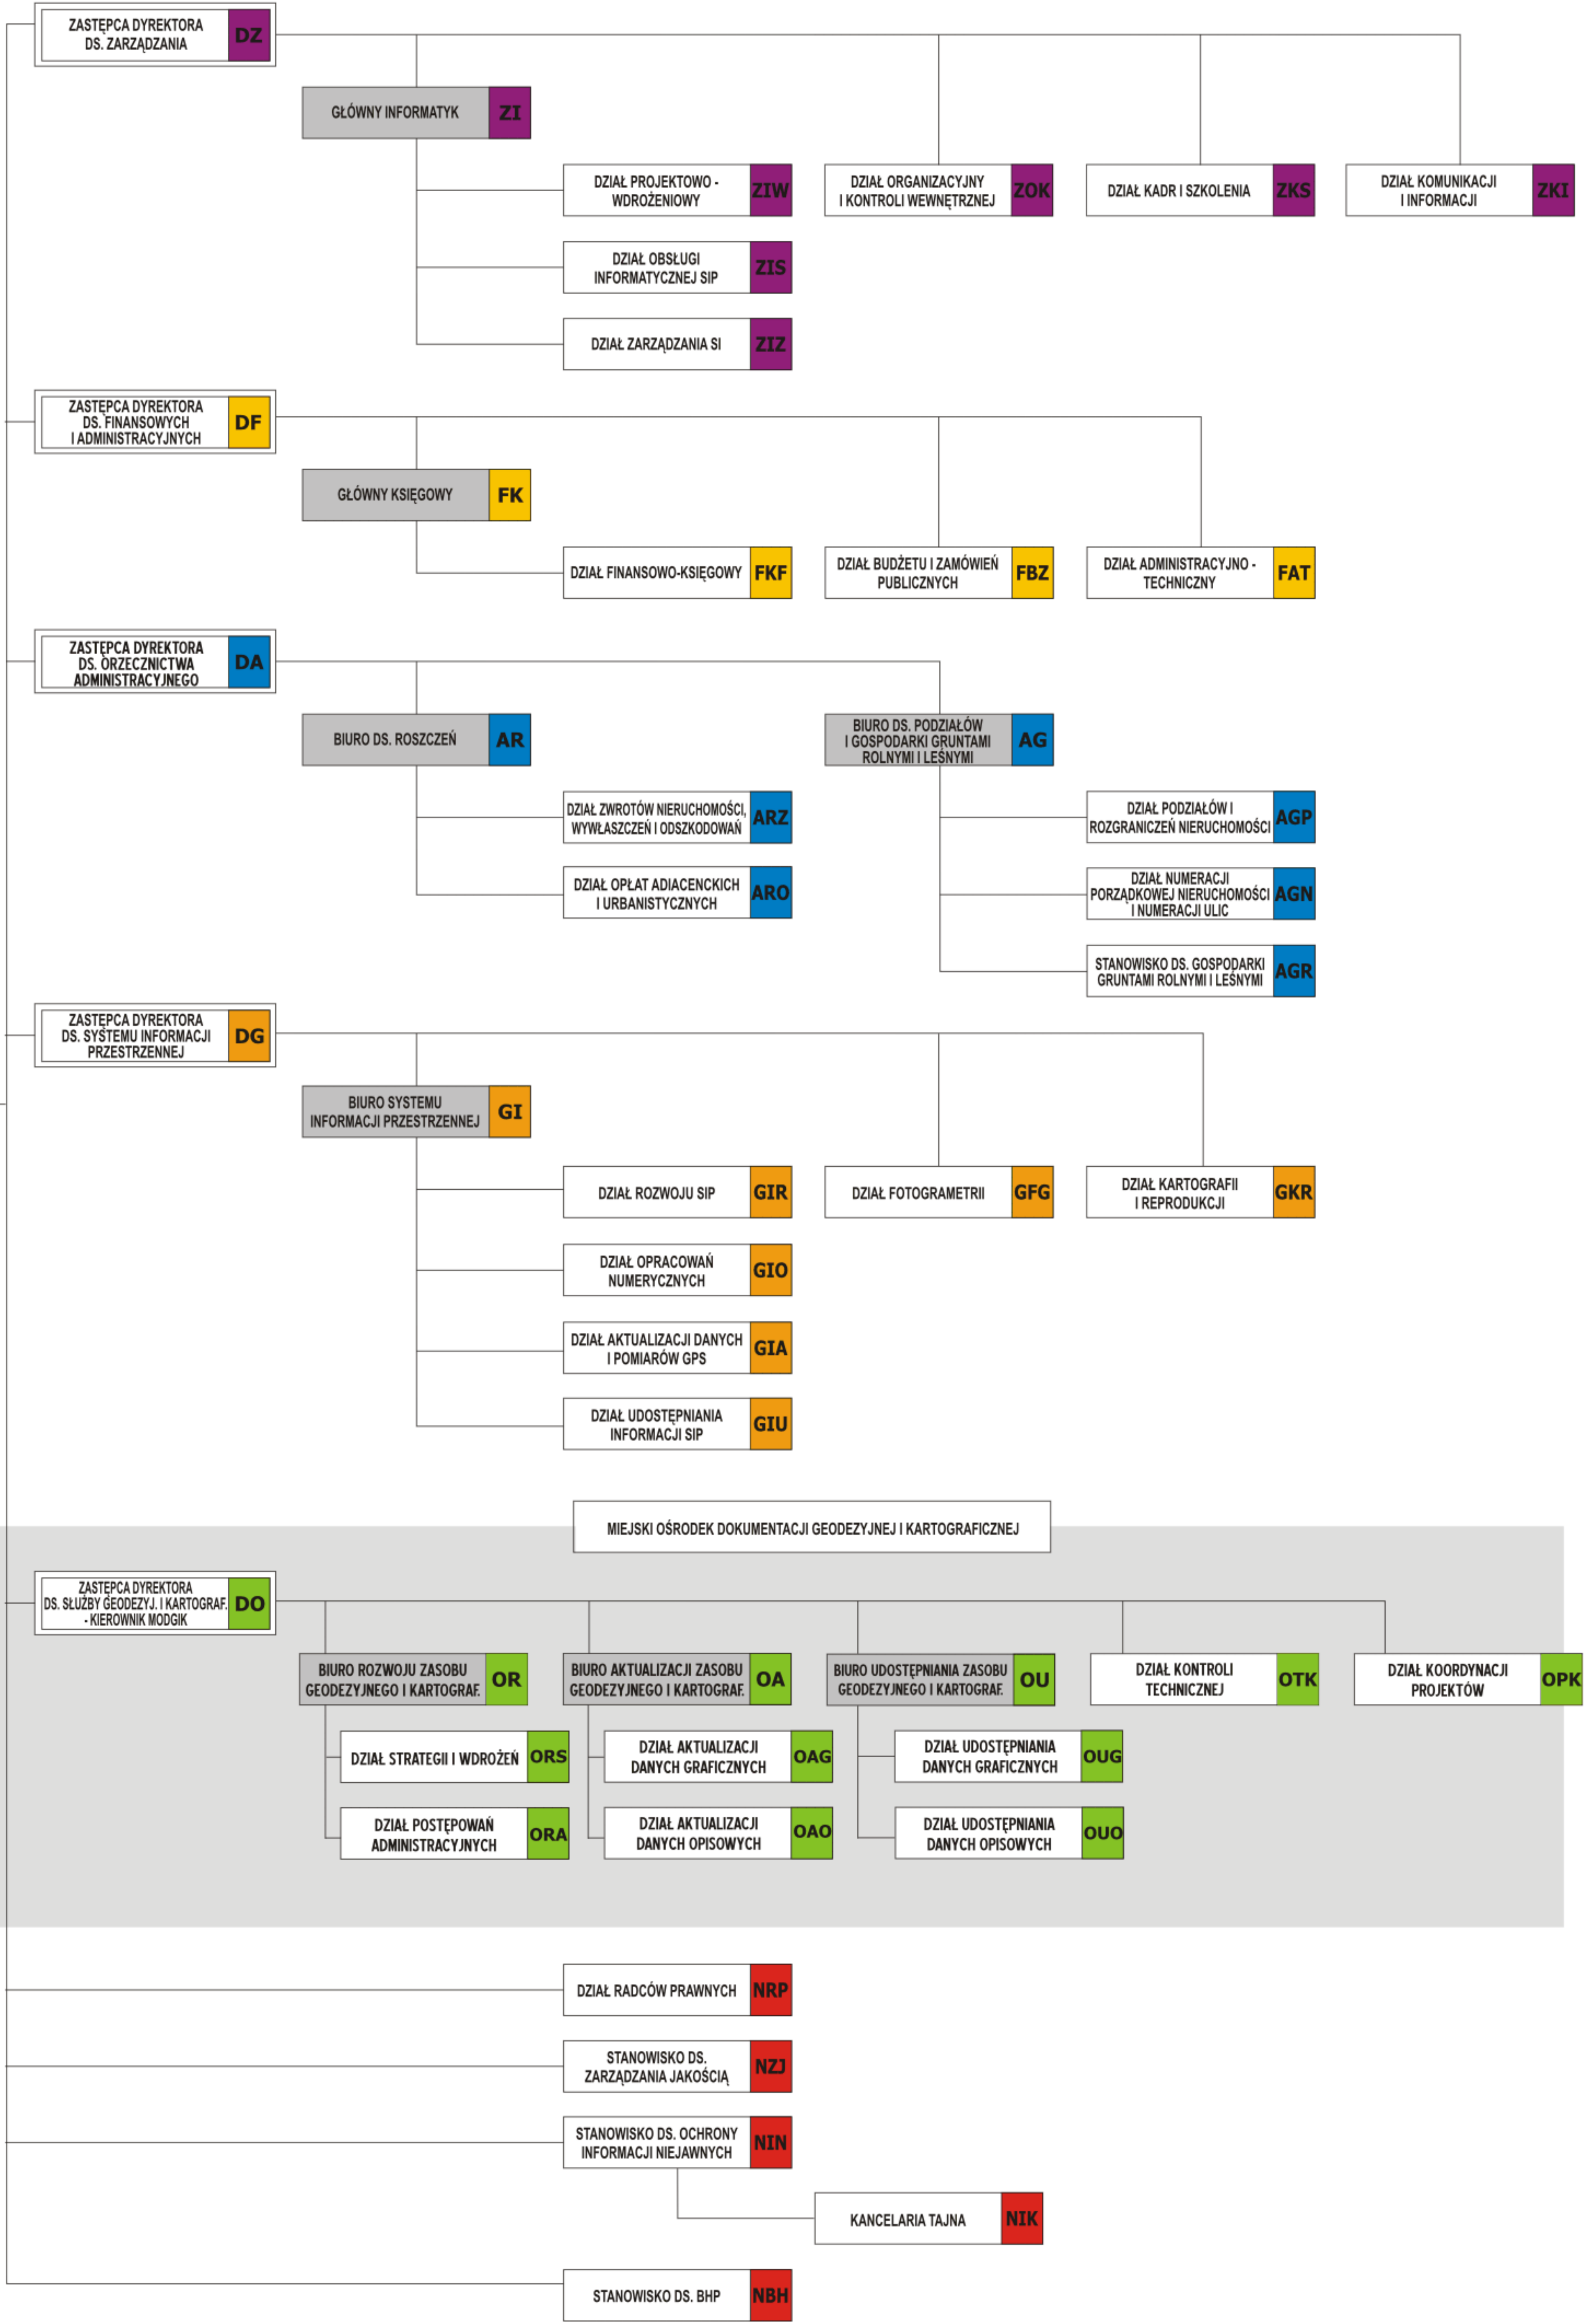 ZASTĘPCA DYREKTORA
DS. ZARZĄDZANIA
DZ
GŁÓWNY INFORMATYK
ZI
DZIAŁ PROJEKTOWO -
WDROŻENIOWY
ZIW
DZIAŁ ORGANIZACYJNY
I KONTROLI WEWNĘTRZNEJ
ZOK
DZIAŁ KADR I SZKOLENIA
ZKS
DZIAŁ KOMUNIKACJI
I INFORMACJI
ZKI
DZIAŁ OBSŁUGI
INFORMATYCZNEJ SIP
ZIS
DZIAŁ ZARZĄDZANIA SI
ZIZ
ZASTĘPCA DYREKTORA
DS. FINANSOWYCH
I ADMINISTRACYJNYCH
DF
GŁÓWNY KSIĘGOWY
FK
DZIAŁ FINANSOWO-KSIĘGOWY
FKF
DZIAŁ BUDŻETU I ZAMÓWIEŃ
PUBLICZNYCH
FBZ
DZIAŁ ADMINISTRACYJNO -
TECHNICZNY
FAT
ZASTĘPCA DYREKTORA
DS. ORZECZNICTWA
ADMINISTRACYJNEGO
DA
BIURO DS. ROSZCZEŃ
AR
BIURO DS. PODZIAŁÓW
I GOSPODARKI GRUNTAMI
ROLNYMI I LEŚNYMI
AG
DZIAŁ ZWROTÓW NIERUCHOMOŚCI,
WYWŁASZCZEŃ I ODSZKODOWAŃ
ARZ
DZIAŁ PODZIAŁÓW I
ROZGRANICZEŃ NIERUCHOMOŚCI
AGP
DZIAŁ OPŁAT ADIACENCKICH
I URBANISTYCZNYCH
ARO
DZIAŁ NUMERACJI
PORZĄDKOWEJ NIERUCHOMOŚCI
I NUMERACJI ULIC
AGN
STANOWISKO DS. GOSPODARKI
GRUNTAMI ROLNYMI I LEŚNYMI
AGR
ZASTĘPCA DYREKTORA
DS. SYSTEMU INFORMACJI
PRZESTRZENNEJ
DG
BIURO SYSTEMU
INFORMACJI PRZESTRZENNEJ
GI
DZIAŁ ROZWOJU SIP
GIR
DZIAŁ FOTOGRAMETRII
GFG
DZIAŁ KARTOGRAFII
I REPRODUKCJI
GKR
DZIAŁ OPRACOWAŃ
NUMERYCZNYCH
GIO
DZIAŁ AKTUALIZACJI DANYCH
I POMIARÓW GPS
GIA
DZIAŁ UDOSTĘPNIANIA
INFORMACJI SIP
GIU
MIEJSKI OŚRODEK DOKUMENTACJI GEODEZYJNEJ I KARTOGRAFICZNEJ
ZASTĘPCA DYREKTORA
DS. SŁUŻBY GEODEZYJ. I KARTOGRAF.
- KIEROWNIK MODGIK
DO
BIURO ROZWOJU ZASOBU
GEODEZYJNEGO I KARTOGRAF.
OR
BIURO AKTUALIZACJI ZASOBU
GEODEZYJNEGO I KARTOGRAF.
OA
BIURO UDOSTĘPNIANIA ZASOBU
GEODEZYJNEGO I KARTOGRAF.
OU
DZIAŁ KONTROLI
TECHNICZNEJ
OTK
DZIAŁ KOORDYNACJI
PROJEKTÓW
OPK
DZIAŁ STRATEGII I WDROŻEŃ
ORS
DZIAŁ AKTUALIZACJI
DANYCH GRAFICZNYCH
OAG
DZIAŁ UDOSTĘPNIANIA
DANYCH GRAFICZNYCH
OUG
DZIAŁ POSTĘPOWAŃ
ADMINISTRACYJNYCH
ORA
DZIAŁ AKTUALIZACJI
DANYCH OPISOWYCH
OAO
DZIAŁ UDOSTĘPNIANIA
DANYCH OPISOWYCH
OUO
DZIAŁ RADCÓW PRAWNYCH
NRP
STANOWISKO DS.
ZARZĄDZANIA JAKOŚCIĄ
NZJ
STANOWISKO DS. OCHRONY
INFORMACJI NIEJAWNYCH
NIN
KANCELARIA TAJNA
NIK
STANOWISKO DS. BHP
NBH